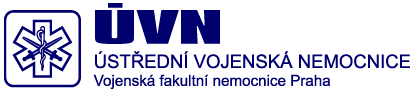 ÚVN
ÚSTŘEDNÍ VOJENSKÁ NEMOCNICE
Vojenská fakultní nemocnice Praha